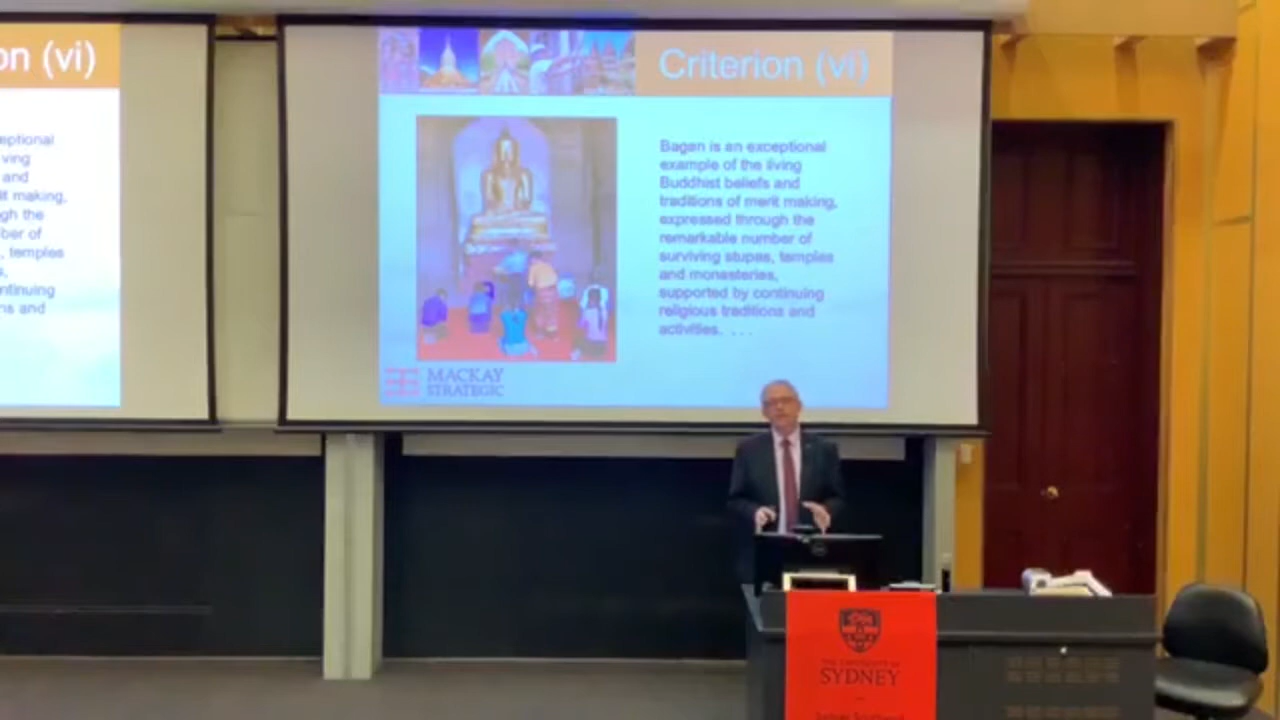 on (vi)
eptional
ving
and
it making,
gh the
ber of
, temples
s,
ntinuing
ns and
Criterion (vi)
Bagan is an exceptional
example of the living
Buddhist beliefs and
traditions of merit making,
expressed through the
remarkable number of
surviving stupas, temples
and monasteries,
supported by continuing
religious traditions and
activities. ...
MACKAY
STRATEGIC
THE UNIVERSITY OF
SYDNEY